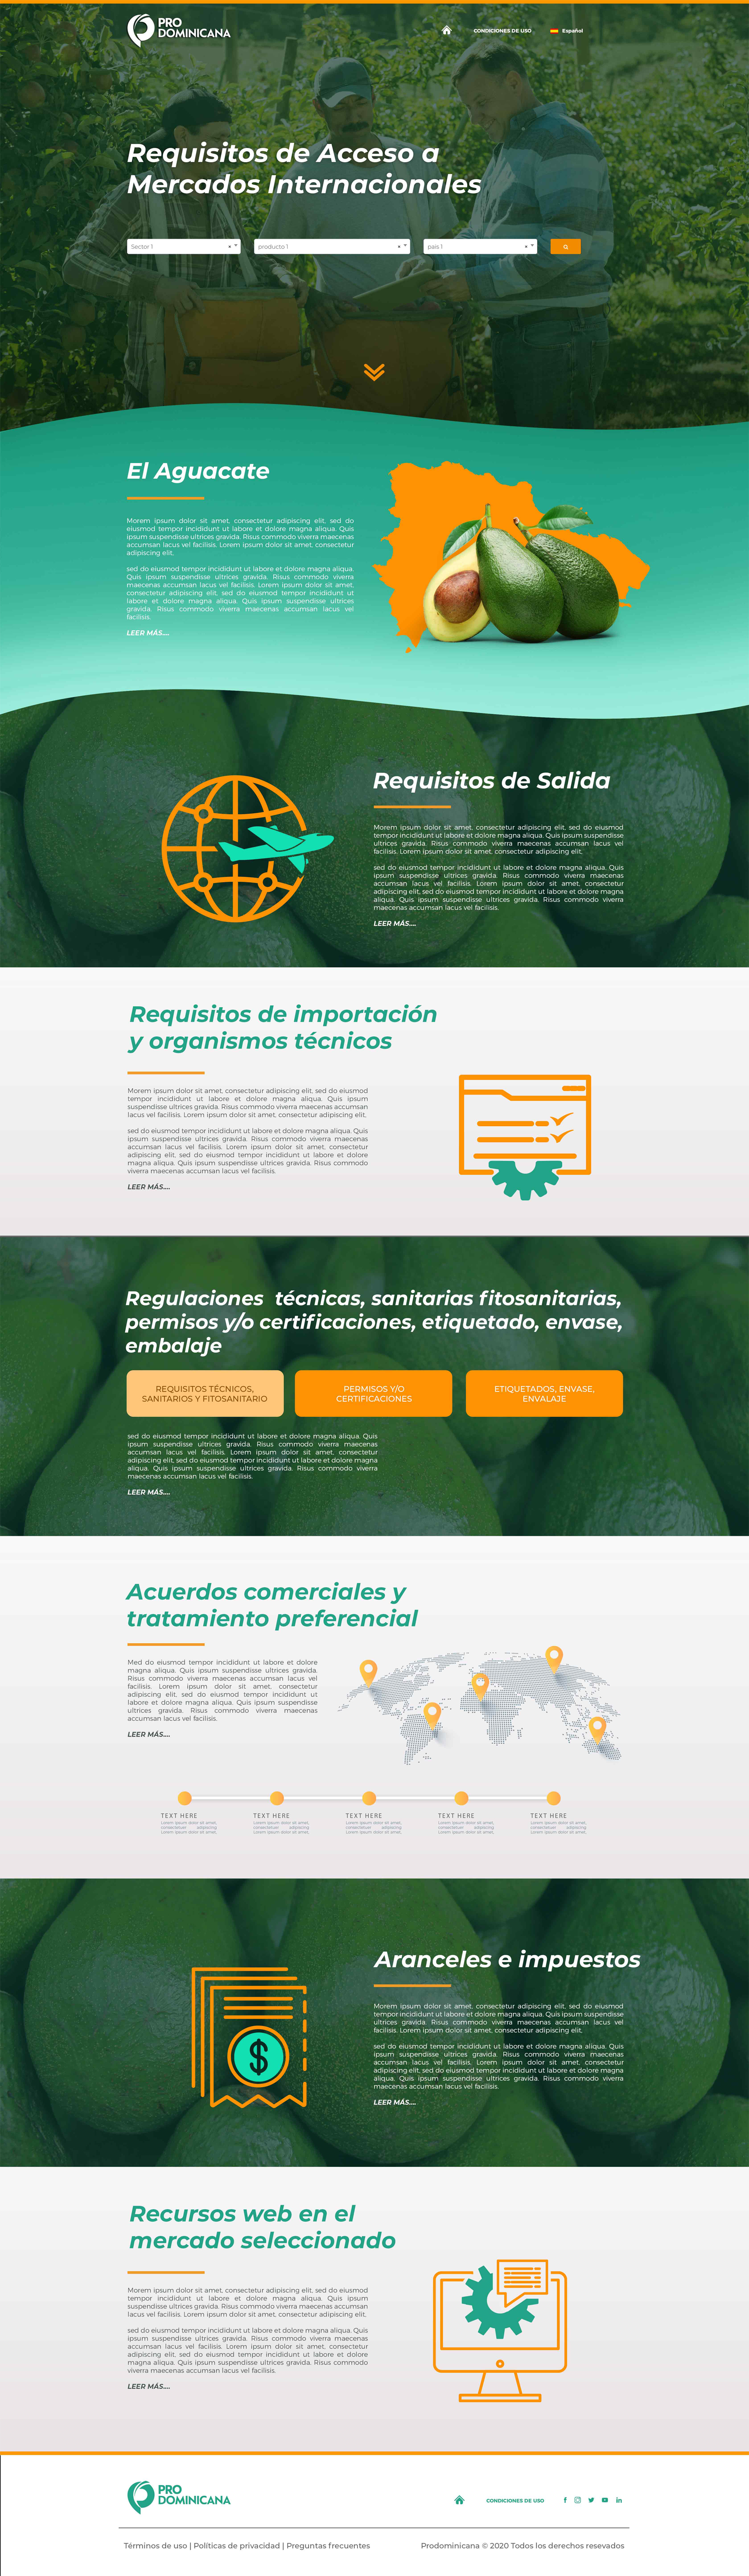 PRO
DOMINICANA
CONDICIONES DE USO
Español
Requisitos de Acceso a
Mercados Internacionales
Sector 1
producto 1
país 1
El Aguacate
Morem ipsum dolor sit amet, consectetur adipiscing elit, sed do
eiusmod tempor incididunt ut labore et dolore magna aliqua. Quis
ipsum suspendisse ultrices gravida. Risus commodo viverra maecenas
accumsan lacus vel facilisis. Lorem ipsum dolor sit amet, consectetur
adipiscing elit,
sed do eiusmod tempor incididunt ut labore et dolore magna aliqua.
Quis ipsum suspendisse ultrices gravida. Risus commodo viverra
maecenas accumsan lacus vel facilisis. Lorem ipsum dolor sit amet,
consectetur adipiscing elit, sed do eiusmod tempor incididunt ut
labore et dolore magna aliqua. Quis ipsum suspendisse ultrices
gravida. Risus commodo viverra maecenas accumsan lacus vel
facilisis.
LEER MÁS....
Requisitos de Salida
Morem ipsum dolor sit amet, consectetur adipiscing elit, sed do eiusmod
tempor incididunt ut labore et dolore magna aliqua. Quis ipsum suspendisse
ultrices gravida. Risus commodo viverra maecenas accumsan lacus vel
facilisis. Lorem ipsum dolor sit amet, consectetur adipiscing elit,
sed do eiusmod tempor incididunt ut labore et dolore magna aliqua. Quis
ipsum suspendisse ultrices gravida. Risus commodo viverra maecenas
accumsan lacus vel facilisis. Lorem ipsum dolor sit amet, consectetur
adipiscing elit, sed do eiusmod tempor incididunt ut labore et dolore magna
aliqua. Quis ipsum suspendisse ultrices gravida. Risus commodo viverra
maecenas accumsan lacus vel facilisis.
LEER MÁS....
Requisitos de importación
y organismos técnicos
Morem ipsum dolor sit amet, consectetur adipiscing elit, sed do eiusmod
tempor incididunt ut labore et dolore magna aliqua. Quis ipsum
suspendisse ultrices gravida. Risus commodo viverra maecenas accumsan
lacus vel facilisis. Lorem ipsum dolor sit amet, consectetur adipiscing elit,
sed do eiusmod tempor incididunt ut labore et dolore magna aliqua. Quis
ipsum suspendisse ultrices gravida. Risus commodo viverra maecenas
accumsan lacus vel facilisis. Lorem ipsum dolor sit amet, consectetur
adipiscing elit, sed do eiusmod tempor incididunt ut labore et dolore
magna aliqua. Quis ipsum suspendisse ultrices gravida. Risus commodo
viverra maecenas accumsan lacus vel facilisis.
LEER MÁS....
Regulaciones técnicas, sanitarias fitosanitarias,
permisos y/o certificaciones, etiquetado, envase,
embalaje
REQUISITOS TÉCNICOS,
SANITARIOS Y FITOSANITARIO
PERMISOS Y/O
CERTIFICACIONES
ETIQUETADOS, ENVASE,
ENVALAJE
sed do eiusmod tempor incididunt ut labore et dolore magna aliqua. Quis
ipsum suspendisse ultrices gravida. Risus commodo viverra maecenas
accumsan lacus vel facilisis. Lorem ipsum dolor sit amet, consectetur
adipiscing elit, sed do eiusmod tempor incididunt ut labore et dolore magna
aliqua. Quis ipsum suspendisse ultrices gravida. Risus commodo viverra
maecenas accumsan lacus vel facilisis.
LEER MÁS....
Acuerdos comerciales y
tratamiento preferencial
Med do eiusmod tempor incididunt ut labore et dolore
magna aliqua. Quis ipsum suspendisse ultrices gravida.
Risus commodo viverra maecenas accumsan lacus vel
facilisis. Lorem ipsum dolor sit amet, consectetur
adipiscing elit, sed do eiusmod tempor incididunt ut
labore et dolore magna aliqua. Quis ipsum suspendisse
ultrices gravida. Risus commodo viverra maecenas
accumsan lacus vel facilisis.
LEER MÁS....
TEXT HERE
Lorem ipsum dolor sit amet,
consectetuer adipiscing
Lorem ipsum dolor sit amet,
TEXT HERE
Lorem ipsum dolor sit amet,
consectetuer adipiscing
Lorem ipsum dolor sit amet,
TEXT HERE
Lorem ipsum dolor sit amet,
consectetuer adipiscing
Lorem ipsum dolor sit amet,
TEXT HERE
Lorem ipsum dolor sit amet,
consectetuer adipiscing
Lorem ipsum dolor sit amet,
TEXT HERE
Lorem ipsum dolor sit amet,
consectetuer adipiscing
Lorem ipsum dolor sit amet,
Aranceles e impuestos
Morem ipsum dolor sit amet, consectetur adipiscing elit, sed do eiusmod
tempor incididunt ut labore et dolore magna aliqua. Quis ipsum suspendisse
ultrices gravida. Risus commodo viverra maecenas accumsan lacus vel
facilisis. Lorem ipsum dolor sit amet, consectetur adipiscing elit,
sed do eiusmod tempor incididunt ut labore et dolore magna aliqua. Quis
ipsum suspendisse ultrices gravida. Risus commodo viverra maecenas
accumsan lacus vel facilisis. Lorem ipsum dolor sit amet, consectetur
adipiscing elit, sed do eiusmod tempor incididunt ut labore et dolore magna
aliqua. Quis ipsum suspendisse ultrices gravida. Risus commodo viverra
maecenas accumsan lacus vel facilisis.
LEER MÁS....
$
Recursos web en el
mercado seleccionado
Morem ipsum dolor sit amet, consectetur adipiscing elit, sed do eiusmod
tempor incididunt ut labore et dolore magna aliqua. Quis ipsum
suspendisse ultrices gravida. Risus commodo viverra maecenas accumsan
lacus vel facilisis. Lorem ipsum dolor sit amet, consectetur adipiscing elit,
sed do eiusmod tempor incididunt ut labore et dolore magna aliqua. Quis
ipsum suspendisse ultrices gravida. Risus commodo viverra maecenas
accumsan lacus vel facilisis. Lorem ipsum dolor sit amet, consectetur
adipiscing elit, sed do eiusmod tempor incididunt ut labore et dolore
magna aliqua. Quis ipsum suspendisse ultrices gravida. Risus commodo
viverra maecenas accumsan lacus vel facilisis.
LEER MÁS....
PRO
DOMINICANA
CONDICIONES DE USO
Términos de uso | Políticas de privacidad | Preguntas frecuentes
Prodominicana © 2020 Todos los derechos resevados